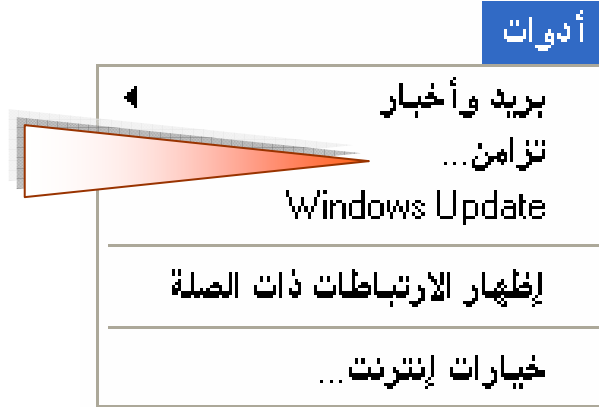 أدوات
بريد وأخبار
تزامن...
Windows Update
إظهار الارتباطات ذات الصلة
خيارات إنترنت...